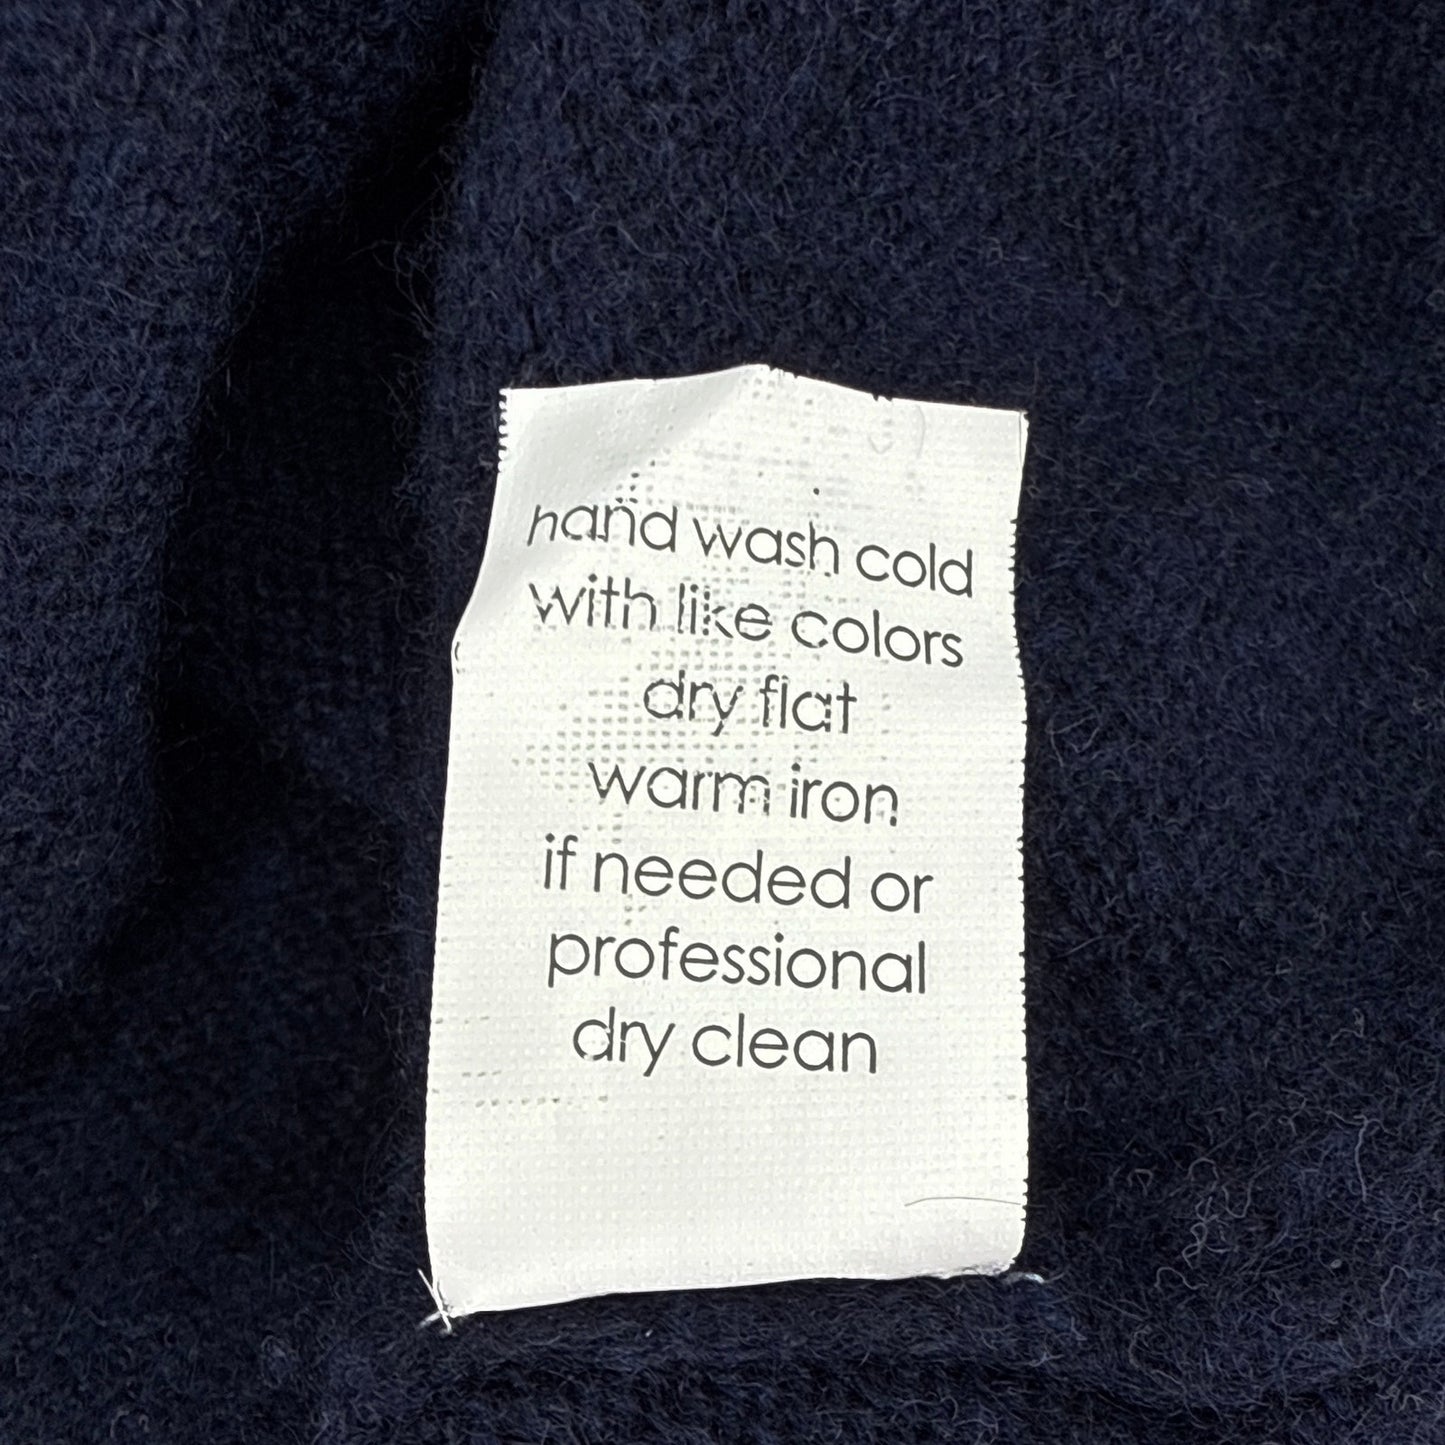 hand wash cold
with like colors
dry flat
warm iron
if needed or
professional
dry clean